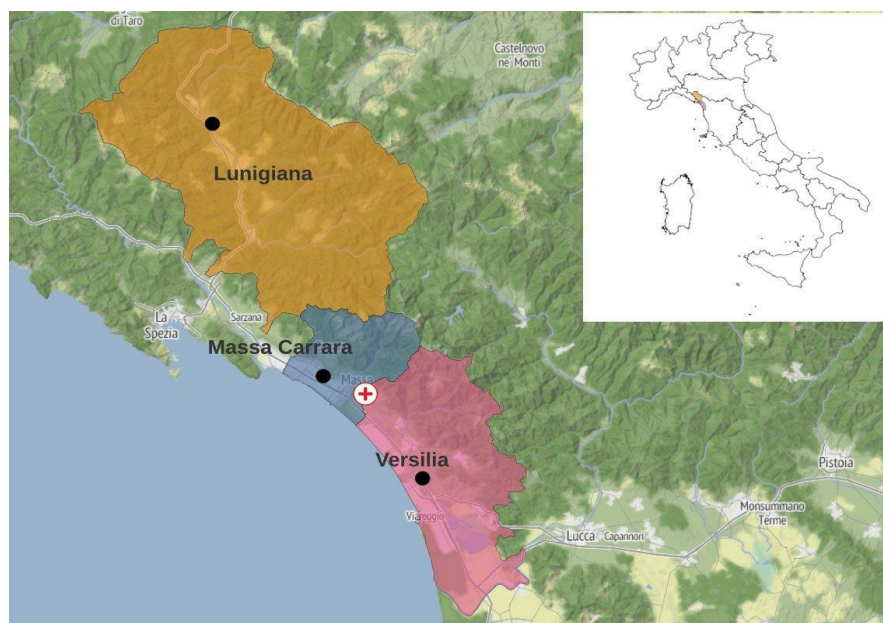 di Taro
Castelnovo
ne' Monti
Lunigiana
La
Spezia
Sarzana
Massa Carrara
Massa
Versilia
Viareggio
Pistoia
Monsummano
Terme
Lucca
Capannori